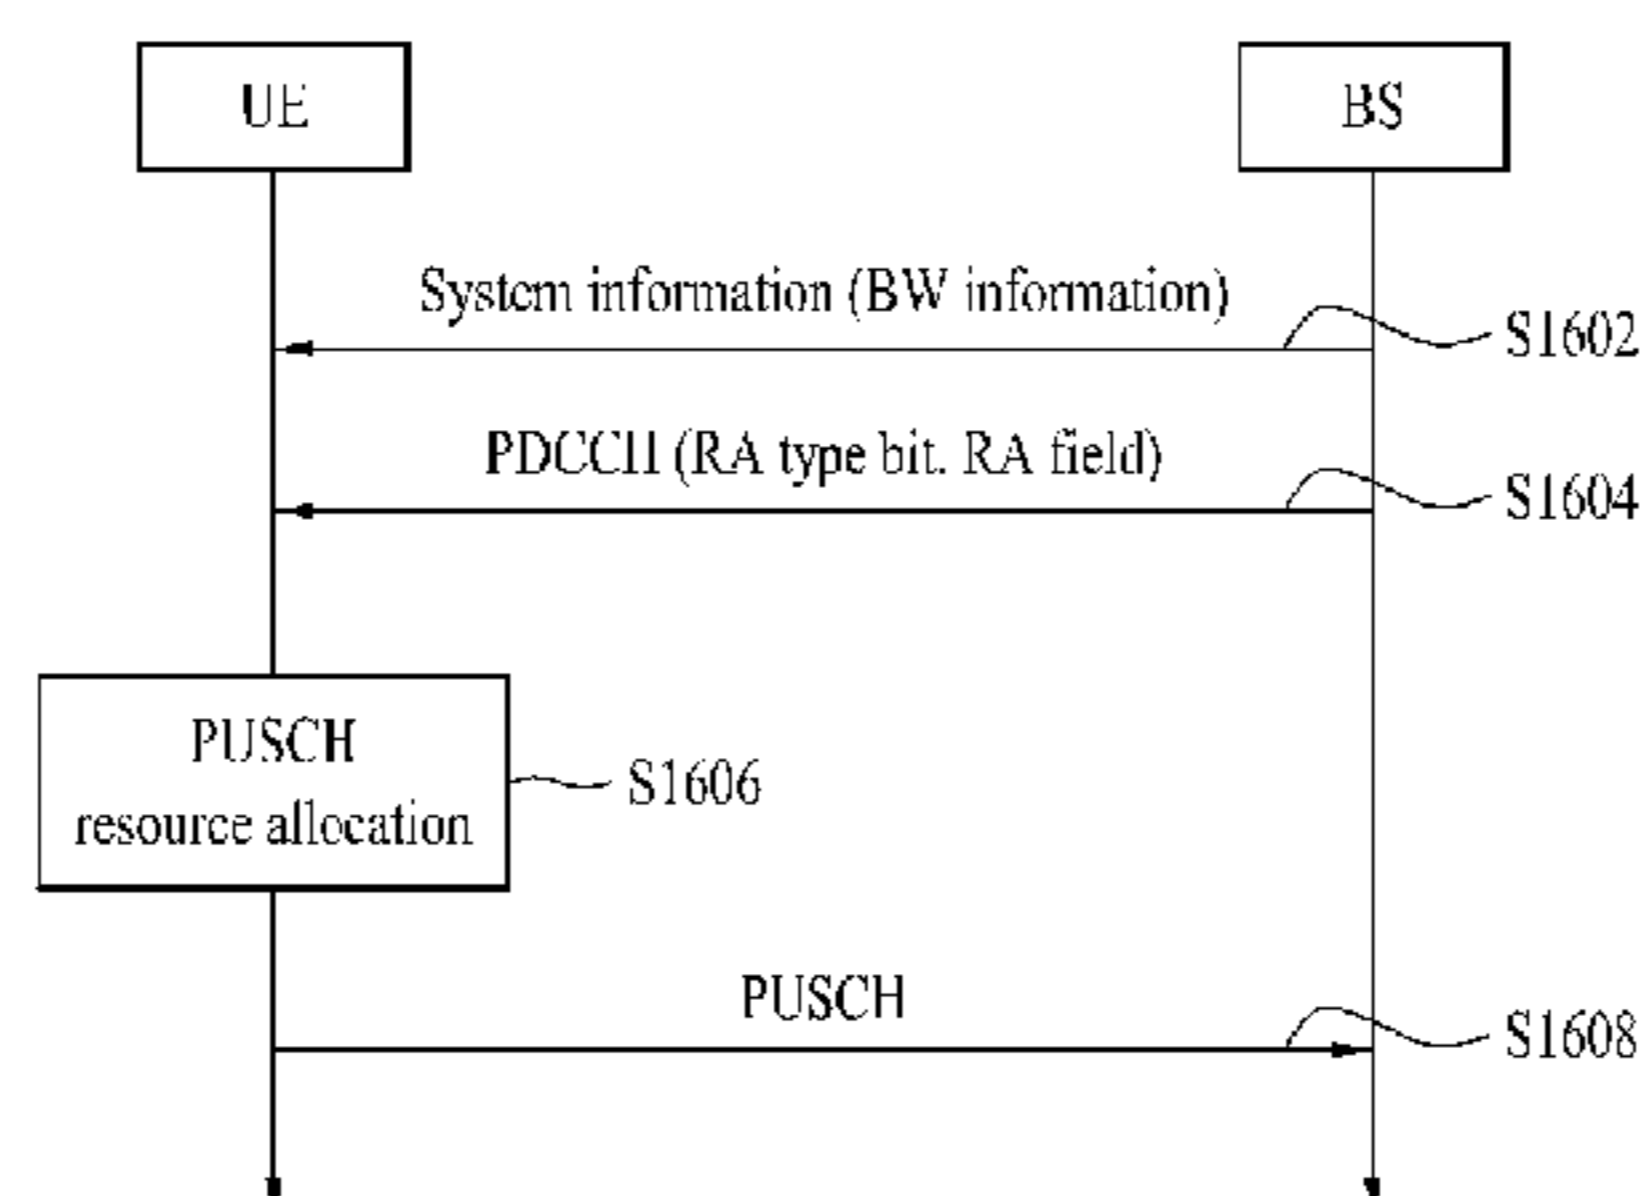 UE
BS
System information (BW information)
S1602
PDCCH (RA type bit. RA field)
S1604
PUSCH
resource allocation
S1606
PUSCH
S1608